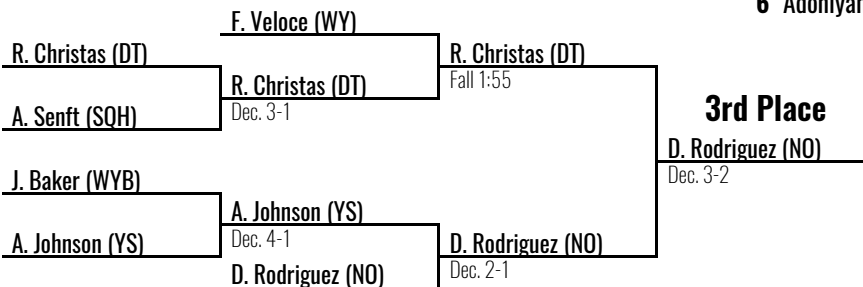 6 Adoniyah
F. Veloce (WY)
R. Christas (DT)
R. Christas (DT)
Fall 1:55
R. Christas (DT)
Dec. 3-1
A. Senft (SQH)
3rd Place
D. Rodriguez (NO)
Dec. 3-2
J. Baker (WYB)
A. Johnson (YS)
Dec. 4-1
A. Johnson (YS)
D. Rodriguez (NO)
Dec. 2-1
D. Rodriguez (NO)